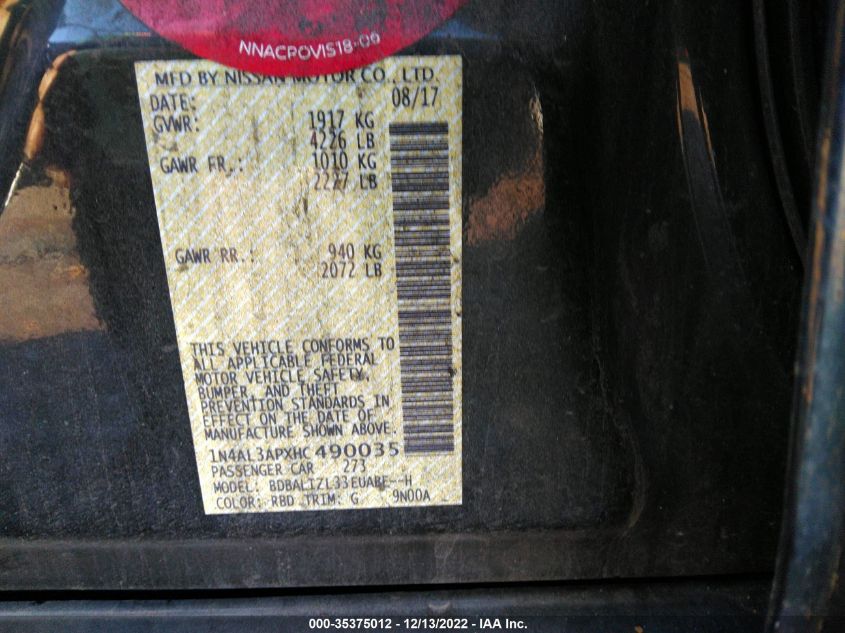 NNACPOVIS18-06
MFD BY NISSAN MOTOR CO., LTD.
DATE: 08/17
GVWR: 1917 KG
4226 LB
GAWR FR.: 1010 KG
2227 LB
GAWR RR.: 940 KG
2072 LB
THIS VEHICLE CONFORMS TO
ALL APPLICABLE FEDERAL
MOTOR VEHICLE SAFETY,
BUMPER, AND THEFT
PREVENTION STANDARDS IN
EFFECT ON THE DATE OF
MANUFACTURE SHOWN ABOVE.
1N4AL3APXHC490035
PASSENGER CAR 273
MODEL: BDBALIZL33EUABE--H
COLOR: RBD TRIM: G 9N00A
000-35375012 - 12/13/2022 - IAA Inc.